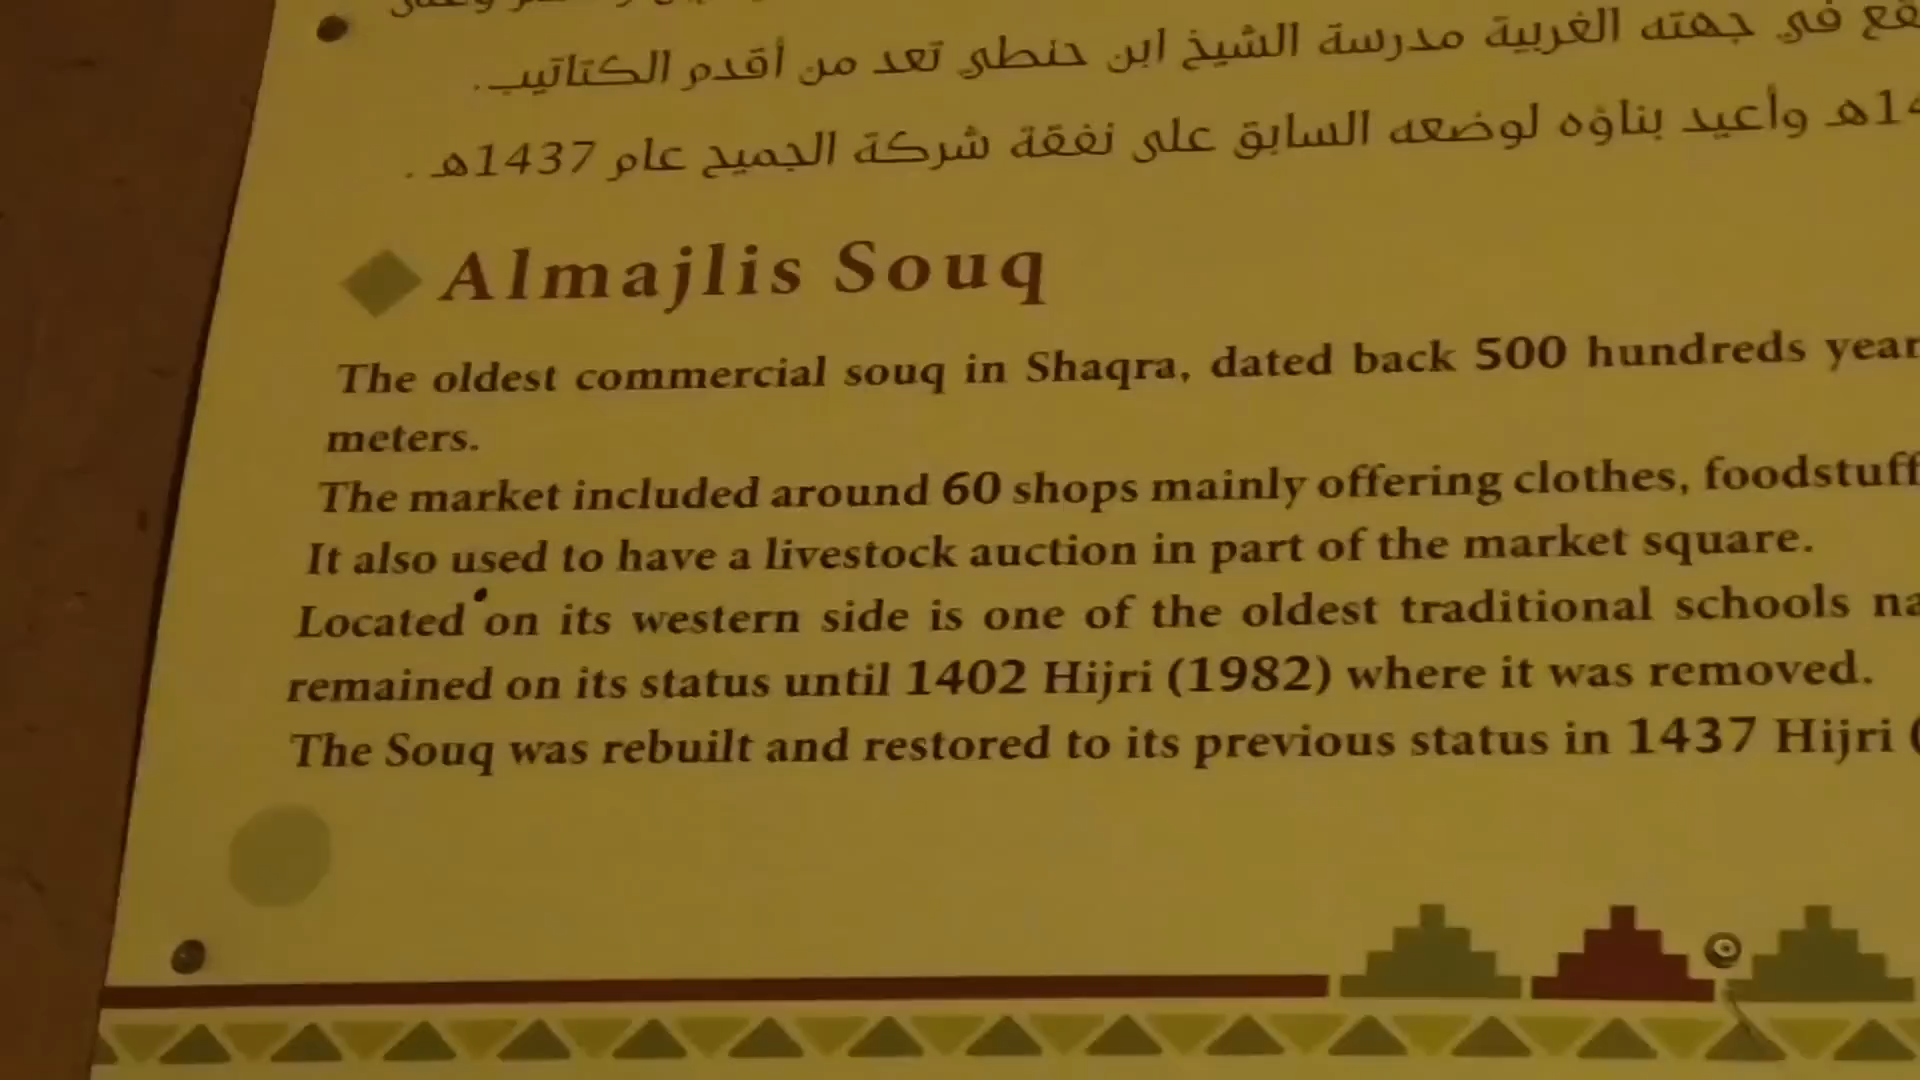 قع في جهته الغربية مدرسة الشيخ ابن حنطي تعد من أقدم الكتاتيب.
هـ وأعيد بناؤه لوضعه السابق على نفقة شركة الجميح عام 1437هـ .
Almajlis Souq
The oldest commercial souq in Shaqra, dated back 500 hundreds year
meters.
The market included around 60 shops mainly offering clothes, foodstuff
It also used to have a livestock auction in part of the market square.
Located on its western side is one of the oldest traditional schools na
remained on its status until 1402 Hijri (1982) where it was removed.
The Souq was rebuilt and restored to its previous status in 1437 Hijri (